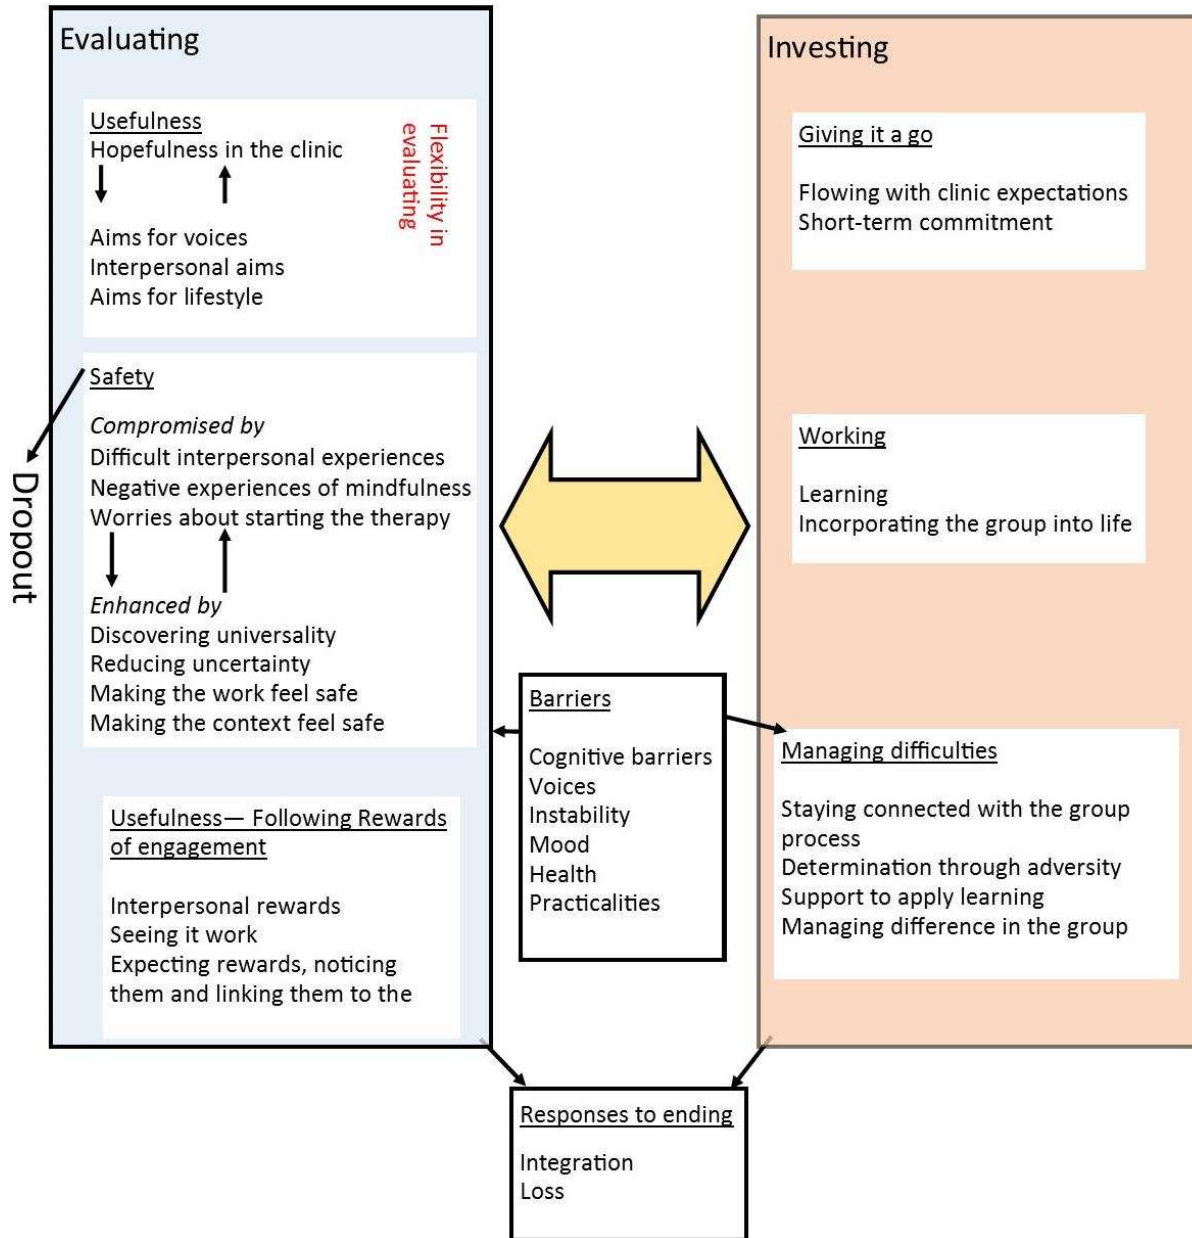 Evaluating
Usefulness
Hopefulness in the clinic
Flexibility in
evaluating
Aims for voices
Interpersonal aims
Aims for lifestyle
Safety
Compromised by
Difficult interpersonal experiences
Negative experiences of mindfulness
Worries about starting the therapy
Enhanced by
Discovering universality
Reducing uncertainty
Making the work feel safe
Making the context feel safe
Dropout
Usefulness— Following Rewards
of engagement
Interpersonal rewards
Seeing it work
Expecting rewards, noticing
them and linking them to the
Barriers
Cognitive barriers
Voices
Instability
Mood
Health
Practicalities
Investing
Giving it a go
Flowing with clinic expectations
Short-term commitment
Working
Learning
Incorporating the group into life
Managing difficulties
Staying connected with the group
process
Determination through adversity
Support to apply learning
Managing difference in the group
Responses to ending
Integration
Loss